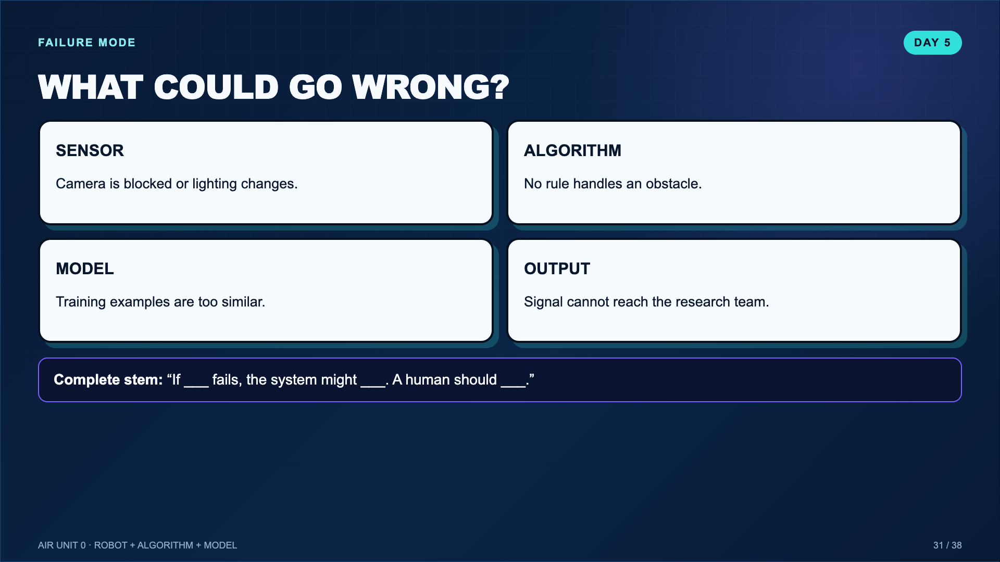 FAILURE MODE
DAY 5
WHAT COULD GO WRONG?
SENSOR
Camera is blocked or lighting changes.
ALGORITHM
No rule handles an obstacle.
MODEL
Training examples are too similar.
OUTPUT
Signal cannot reach the research team.
Complete stem: “If ___ fails, the system might ___. A human should ___.”
AIR UNIT 0 · ROBOT + ALGORITHM + MODEL
31 / 38